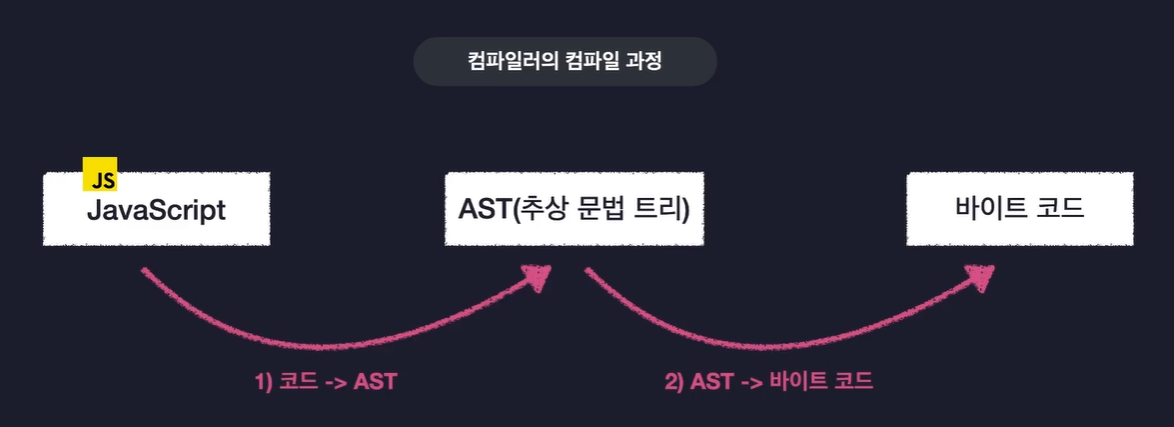 컴파일러의 컴파일 과정
JS
JavaScript
AST(추상 문법 트리)
바이트 코드
1) 코드 -> AST
2) AST -> 바이트 코드